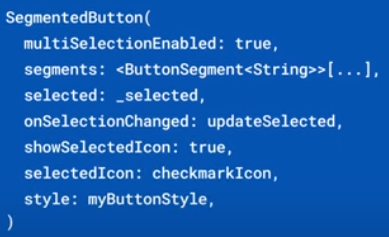 SegmentedButton(
  multiSelectionEnabled: true,
  segments: <ButtonSegment<String>>[...],
  selected: _selected,
  onSelectionChanged: updateSelected,
  showSelectedIcon: true,
  selectedIcon: checkmarkIcon,
  style: myButtonStyle,
)